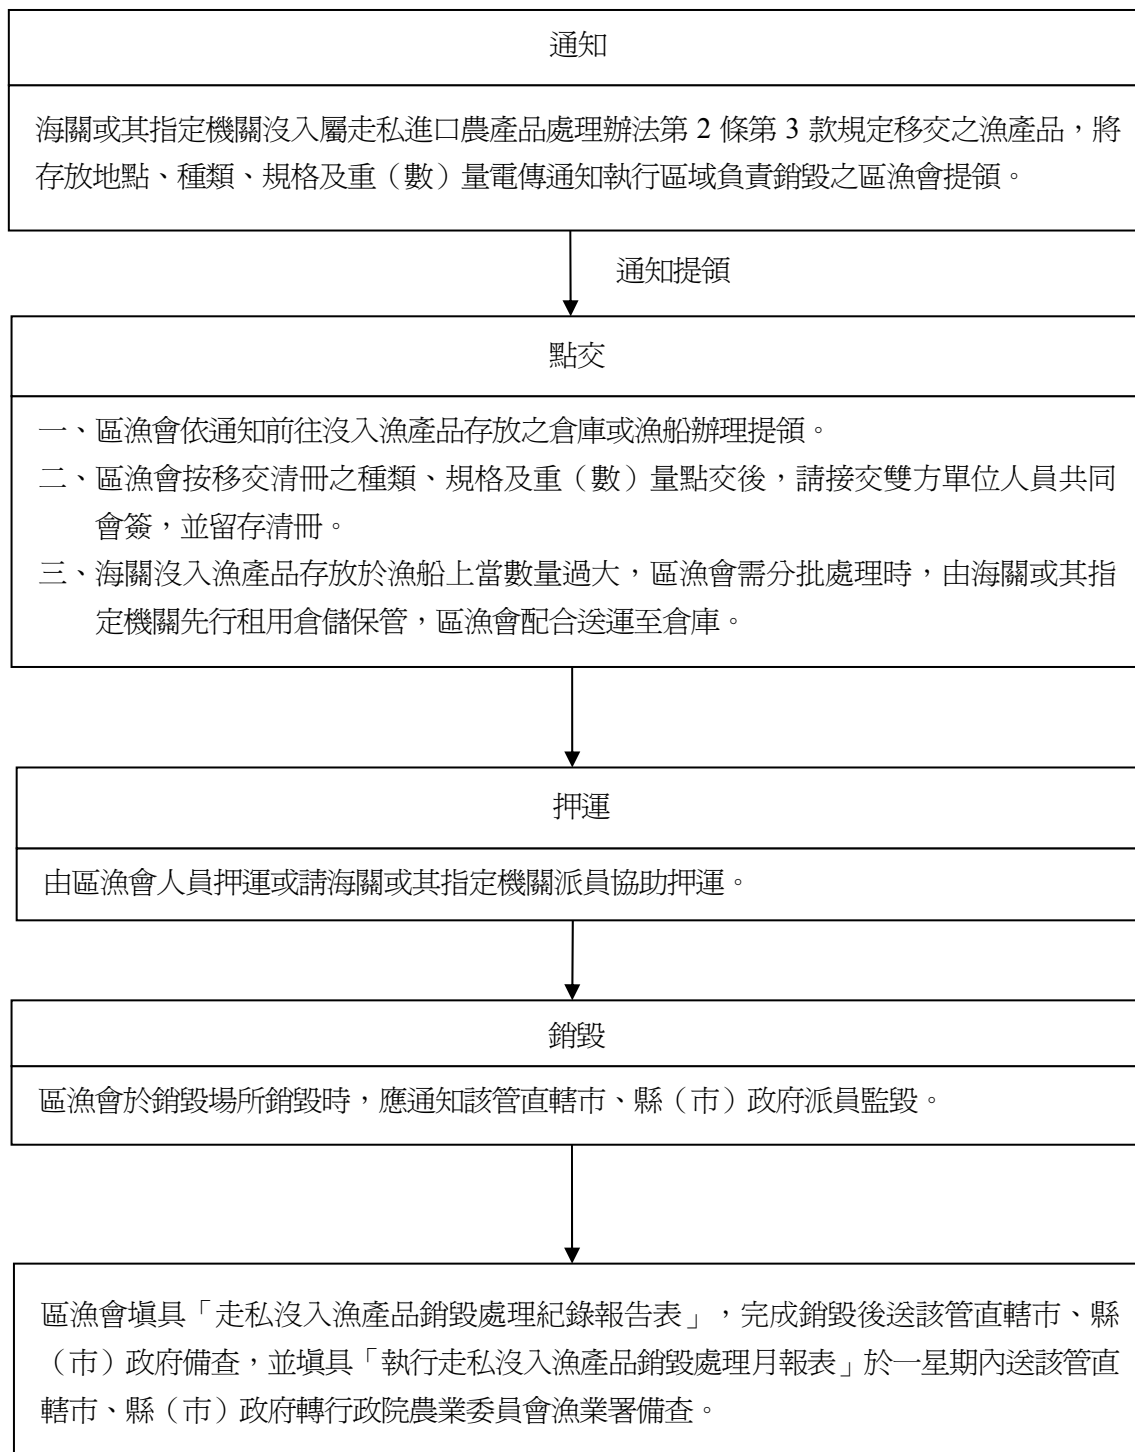 通知
海關或其指定機關沒入屬走私進口農產品處理辦法第 2 條第 3 款規定移交之漁產品，將
存放地點、種類、規格及重（數）量電傳通知執行區域負責銷毀之區漁會提領。
通知提領
點交
一、區漁會依通知前往沒入漁產品存放之倉庫或漁船辦理提領。
二、區漁會按移交清冊之種類、規格及重（數）量點交後，請接交雙方單位人員共同
會簽，並留存清冊。
三、海關沒入漁產品存放於漁船上當數量過大，區漁會需分批處理時，由海關或其指
定機關先行租用倉儲保管，區漁會配合送運至倉庫。
押運
由區漁會人員押運或請海關或其指定機關派員協助押運。
銷毀
區漁會於銷毀場所銷毀時，應通知該管直轄市、縣（市）政府派員監毀。
區漁會填具「走私沒入漁產品銷毀處理紀錄報告表」，完成銷毀後送該管直轄市、縣
（市）政府備查，並填具「執行走私沒入漁產品銷毀處理月報表」於一星期內送該管直
轄市、縣（市）政府轉行政院農業委員會漁業署備查。